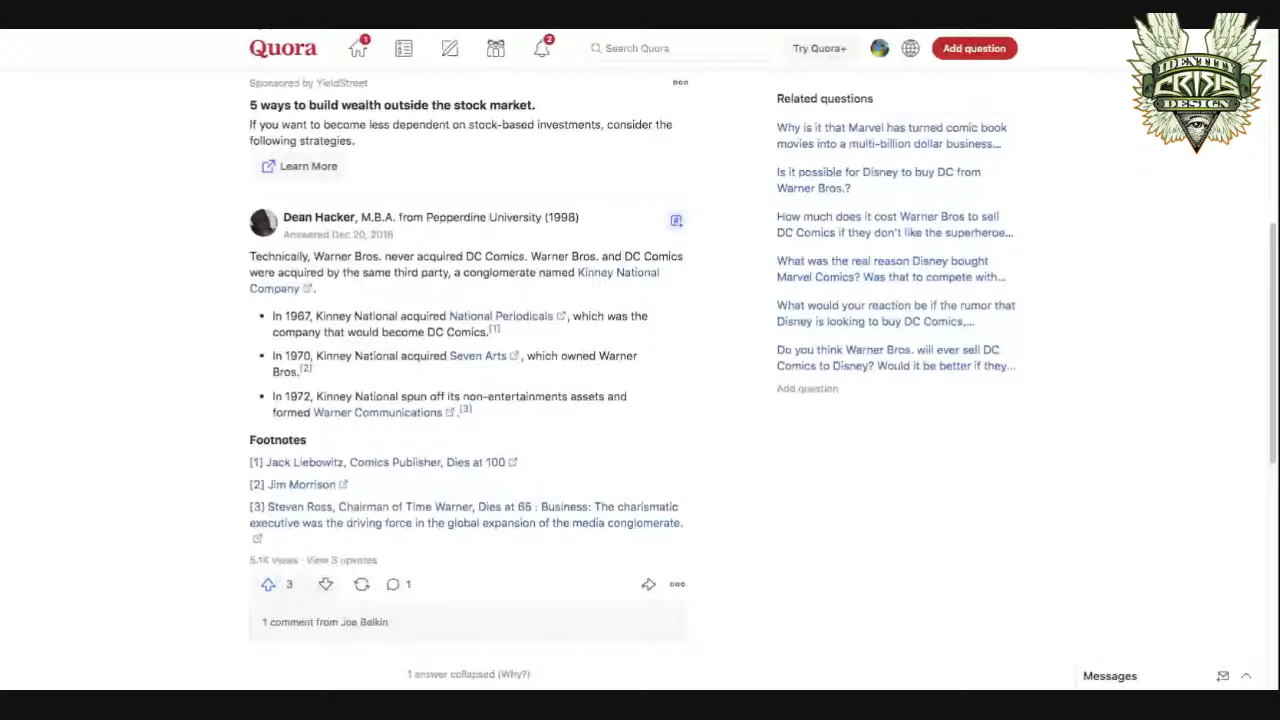 Quora
1
2
Search Quora
Try Quora+
Add question
IDENTITY
CRISIS
DESIGN
Sponsored by YieldStreet
5 ways to build wealth outside the stock market.
If you want to become less dependent on stock-based investments, consider the
following strategies.
Learn More
Dean Hacker, M.B.A. from Pepperdine University (1998)
Answered Dec 20, 2018
Technically, Warner Bros. never acquired DC Comics. Warner Bros. and DC Comics
were acquired by the same third party, a conglomerate named Kinney National
Company.
• In 1967, Kinney National acquired National Periodicals, which was the
company that would become DC Comics.[1]
• In 1970, Kinney National acquired Seven Arts, which owned Warner
Bros.[2]
• In 1972, Kinney National spun off its non-entertainments assets and
formed Warner Communications.[3]
Footnotes
[1] Jack Liebowitz, Comics Publisher, Dies at 100
[2] Jim Morrison
[3] Steven Ross, Chairman of Time Warner, Dies at 65 : Business: The charismatic
executive was the driving force in the global expansion of the media conglomerate.
5.1K views · View 3 upvotes
3
1
1 comment from Joe Belkin
1 answer collapsed (Why?)
Related questions
Why is it that Marvel has turned comic book
movies into a multi-billion dollar business...
Is it possible for Disney to buy DC from
Warner Bros.?
How much does it cost Warner Bros to sell
DC Comics if they don't like the superheroe...
What was the real reason Disney bought
Marvel Comics? Was that to compete with...
What would your reaction be if the rumor that
Disney is looking to buy DC Comics,...
Do you think Warner Bros. will ever sell DC
Comics to Disney? Would it be better if they...
Add question
Messages